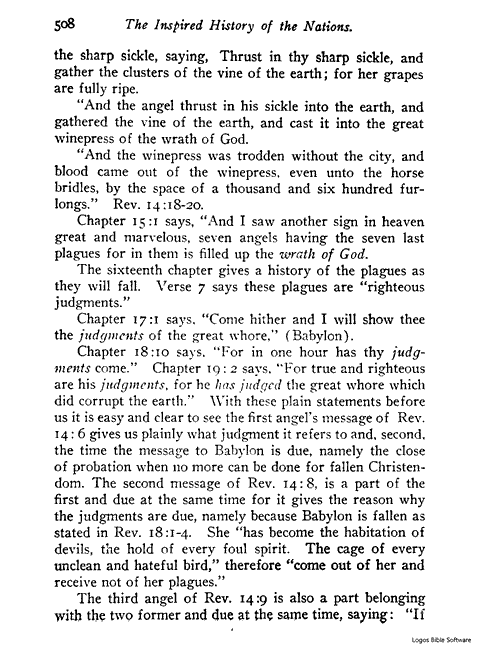 508 The Inspired History of the Nations.
the sharp sickle, saying, Thrust in thy sharp sickle, and
gather the clusters of the vine of the earth; for her grapes
are fully ripe.
"And the angel thrust in his sickle into the earth, and
gathered the vine of the earth, and cast it into the great
winepress of the wrath of God.
"And the winepress was trodden without the city, and
blood came out of the winepress, even unto the horse
bridles, by the space of a thousand and six hundred fur-
longs." Rev. 14:18-20.
Chapter 15:1 says, "And I saw another sign in heaven
great and marvelous, seven angels having the seven last
plagues for in them is filled up the wrath of God.
The sixteenth chapter gives a history of the plagues as
they will fall. Verse 7 says these plagues are "righteous
judgments."
Chapter 17:1 says, "Come hither and I will show thee
the judgments of the great whore," (Babylon).
Chapter 18:10 says, "For in one hour has thy judg-
ments come." Chapter 19: 2 says, "For true and righteous
are his judgments, for he has judged the great whore which
did corrupt the earth." With these plain statements before
us it is easy and clear to see the first angel's message of Rev.
14: 6 gives us plainly what judgment it refers to and, second,
the time the message to Babylon is due, namely the close
of probation when no more can be done for fallen Christen-
dom. The second message of Rev. 14: 8, is a part of the
first and due at the same time for it gives the reason why
the judgments are due, namely because Babylon is fallen as
stated in Rev. 18:1-4. She "has become the habitation of
devils, the hold of every foul spirit. The cage of every
unclean and hateful bird," therefore "come out of her and
receive not of her plagues."
The third angel of Rev. 14:9 is also a part belonging
with the two former and due at the same time, saying: "If
Logos Bible Software